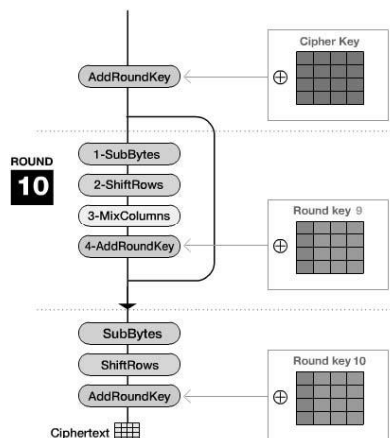 Cipher Key
AddRoundKey
ROUND
10
1-SubBytes
2-ShiftRows
3-MixColumns
4-AddRoundKey
Round key 9
SubBytes
ShiftRows
AddRoundKey
Round key 10
Ciphertext